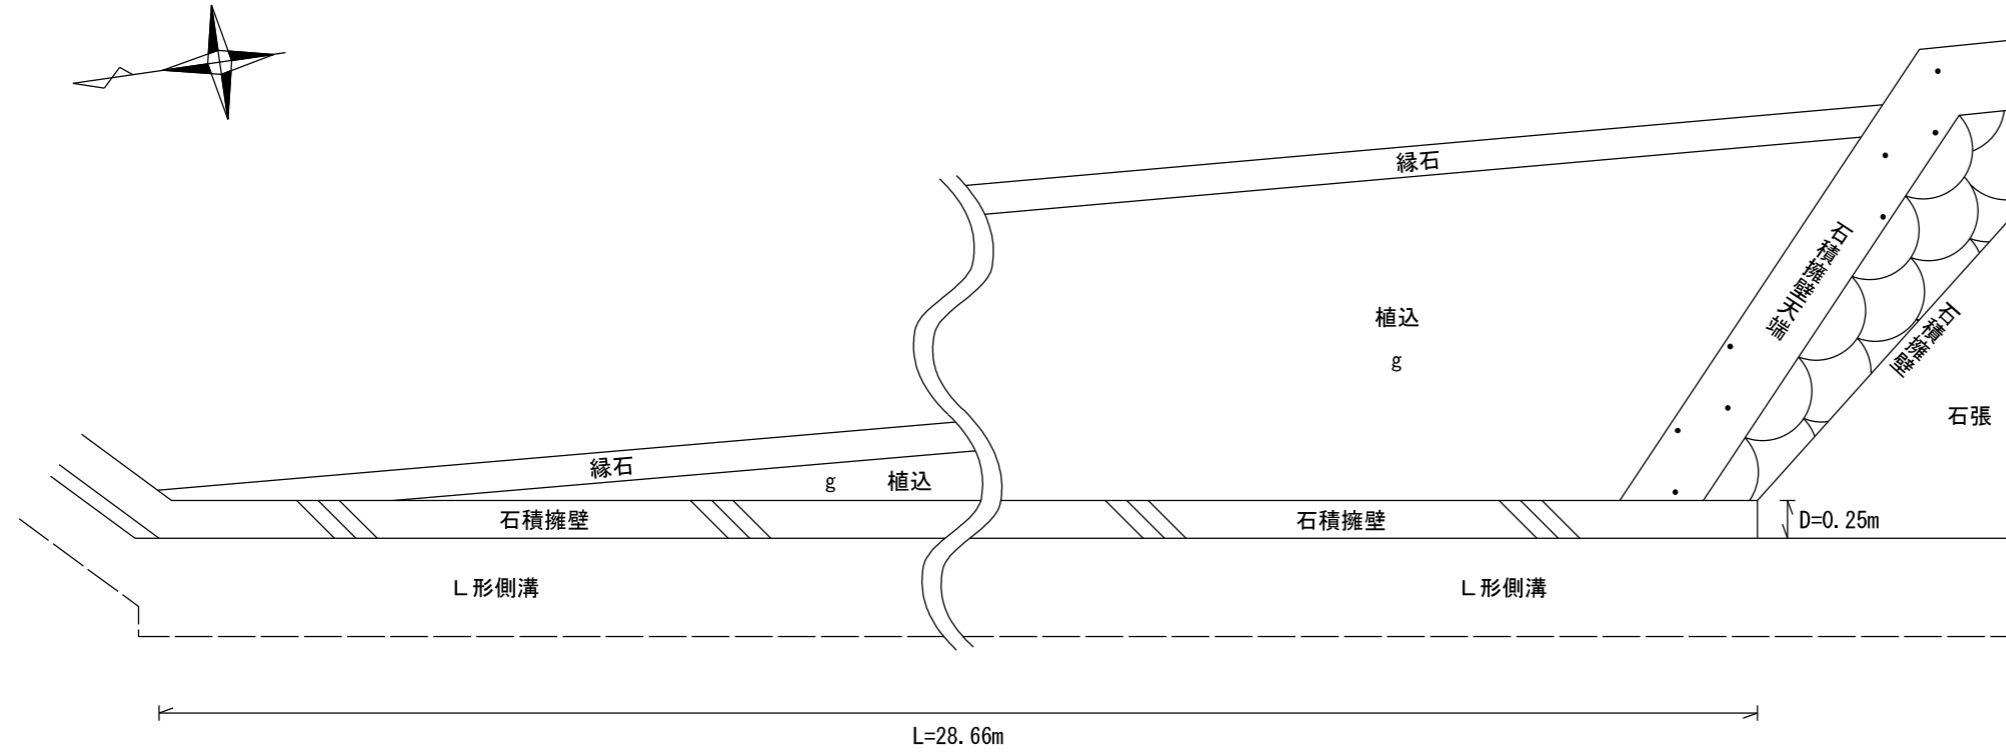 縁石
石積擁壁天端
植込
g
石積擁壁
石張
縁石
g 植込
石積擁壁
石積擁壁
D=0.25m
L形側溝
L形側溝
L=28.66m